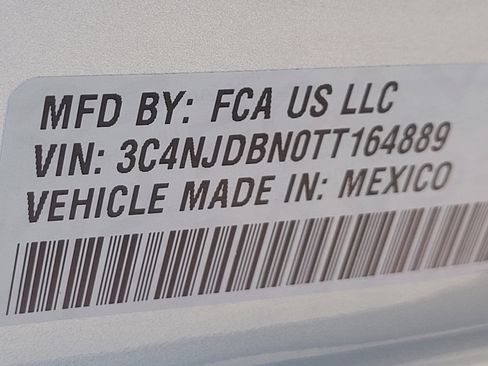 MFD BY: FCA US LLC
VIN: 3C4NJDBN0TT164889
VEHICLE MADE IN: MEXICO